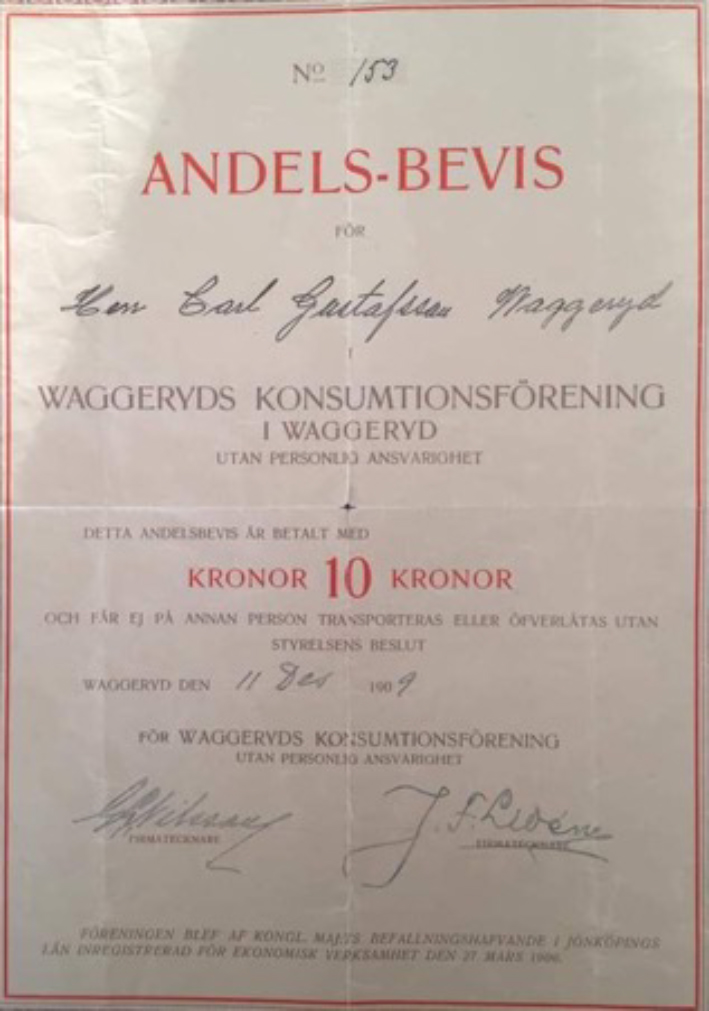 Nº 153
ANDELS-BEVIS
FÖR
Herr Carl Gustafsson Waggeryd
I
WAGGERYDS KONSUMTIONSFÖRENING
I WAGGERYD
UTAN PERSONLIG ANSVARIGHET
DETTA ANDELSBEVIS ÄR BETALT MED
KRONOR 10 KRONOR
OCH FÅR EJ PÅ ANNAN PERSON TRANSPORTERAS ELLER ÖFVERLÅTAS UTAN
STYRELSENS BESLUT
WAGGERYD DEN 11 Des 1909
FÖR WAGGERYDS KONSUMTIONSFÖRENING
UTAN PERSONLIG ANSVARIGHET
Nilsson J. F.
FIRMATECKNARE FIRMATECKNARE
FÖRENINGEN BLEF AF KONGL. MAJ:TS. BEFALLNINGSHAFVANDE I JÖNKÖPINGS
LÄN INREGISTRERAD FÖR EKONOMISK VERKSAMHET DEN 27 MARS 1906.